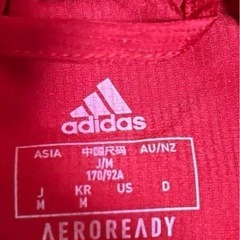 adidas
ASIA 中国尺码 AU/NZ
J/M
170/92A
J KR US D
M M
AEROREADY